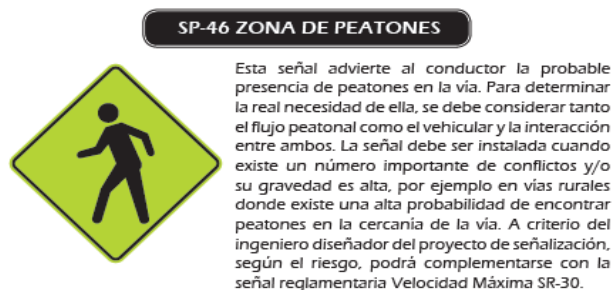 SP-46 ZONA DE PEATONES
Esta señal advierte al conductor la probable
presencia de peatones en la vía. Para determinar
la real necesidad de ella, se debe considerar tanto
el flujo peatonal como el vehicular y la interacción
entre ambos. La señal debe ser instalada cuando
existe un número importante de conflictos y/o
su gravedad es alta, por ejemplo en vías rurales
donde existe una alta probabilidad de encontrar
peatones en la cercanía de la vía. A criterio del
ingeniero diseñador del proyecto de señalización,
según el riesgo, podrá complementarse con la
señal reglamentaria Velocidad Máxima SR-30.